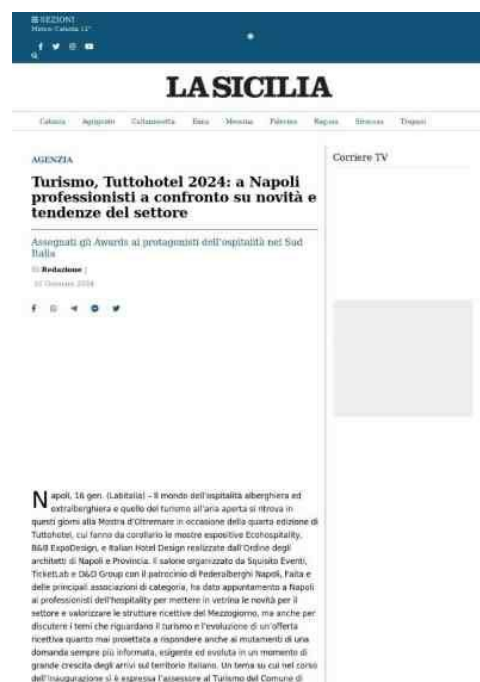 SEZIONI
Meteo: Catania 12°
LA SICILIA
Catania Agrigento Caltanissetta Enna Messina Palermo Ragusa Siracusa Trapani
AGENZIA
Corriere TV
Turismo, Tuttohotel 2024: a Napoli
professionisti a confronto su novità e
tendenze del settore
Assegnati gli Awards ai protagonisti dell'ospitalità nel Sud
Italia
Di Redazione |
16 Gennaio 2024
Napoli, 16 gen. (Labitalia) – Il mondo dell'ospitalità alberghiera ed
extralberghiera e quello del turismo all'aria aperta si ritrova in
questi giorni alla Mostra d'Oltremare in occasione della quarta edizione di
Tuttohotel, cui fanno da corollario le mostre espositive Ecohospitality,
B&B ExpoDesign, e Italian Hotel Design realizzate dall'Ordine degli
architetti di Napoli e Provincia. Il salone organizzato da Squisito Eventi,
TicketLab e D&D Group con il patrocinio di Federalberghi Napoli, Faita e
delle principali associazioni di categoria, ha dato appuntamento a Napoli
ai professionisti dell'hospitality per mettere in vetrina le novità per il
settore e valorizzare le strutture ricettive del Mezzogiorno, ma anche per
discutere i temi che riguardano il turismo e l'evoluzione di un'offerta
ricettiva quanto mai proiettata a rispondere anche ai mutamenti di una
domanda sempre più informata, esigente ed evoluta in un momento di
grande crescita degli arrivi sul territorio italiano. Un tema su cui nel corso
dell'inaugurazione si è espressa l'assessore al Turismo del Comune di